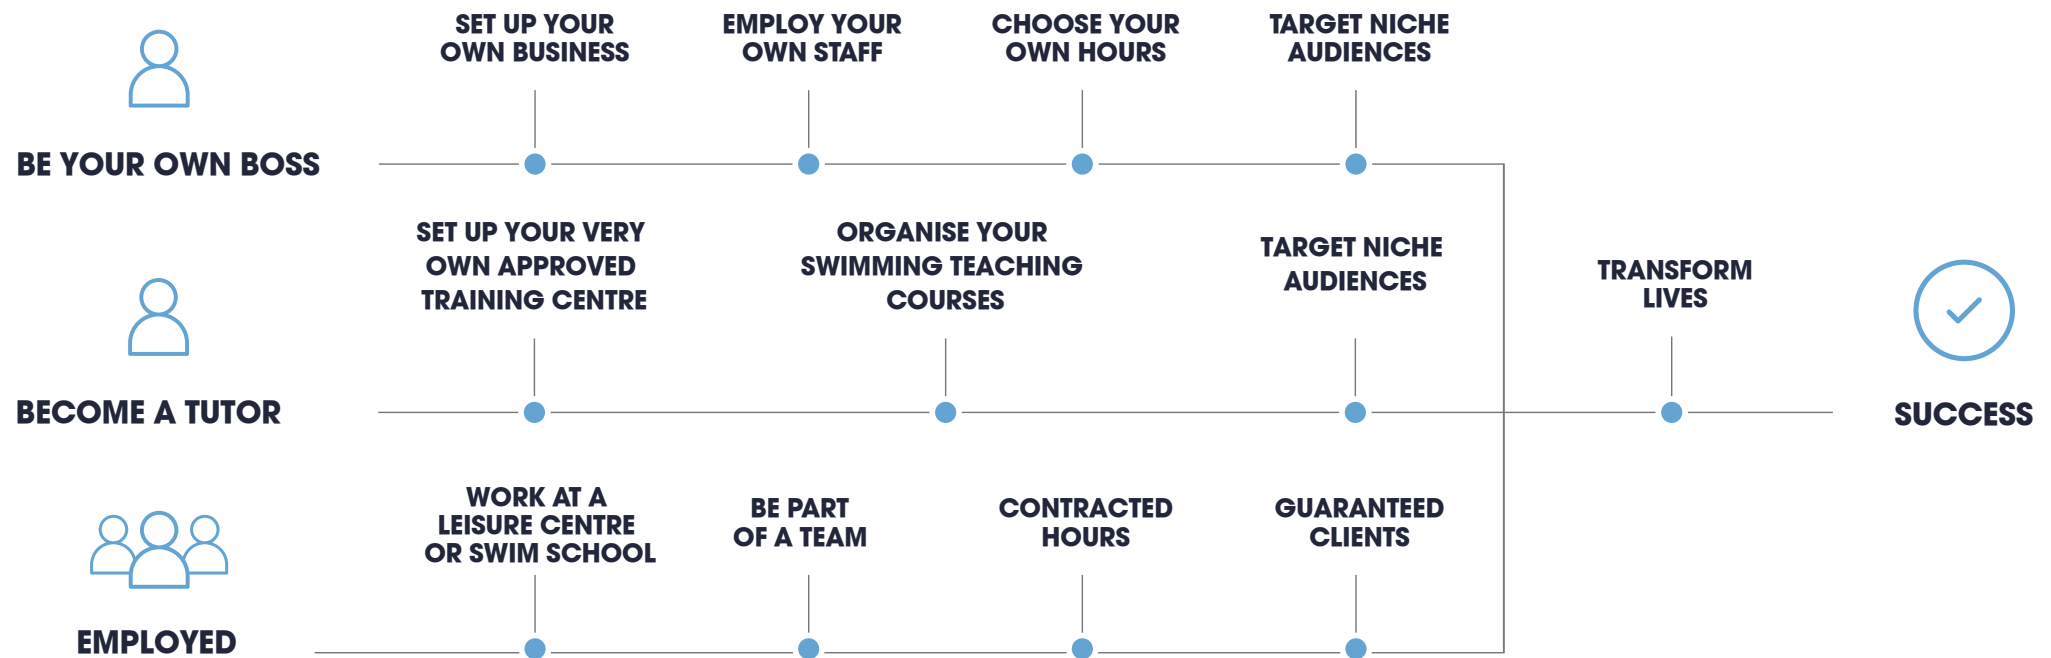 SET UP YOUR
OWN BUSINESS
EMPLOY YOUR
OWN STAFF
CHOOSE YOUR
OWN HOURS
TARGET NICHE
AUDIENCES
BE YOUR OWN BOSS
SET UP YOUR VERY
OWN APPROVED
TRAINING CENTRE
ORGANISE YOUR
SWIMMING TEACHING
COURSES
TARGET NICHE
AUDIENCES
TRANSFORM
LIVES
BECOME A TUTOR
SUCCESS
WORK AT A
LEISURE CENTRE
OR SWIM SCHOOL
BE PART
OF A TEAM
CONTRACTED
HOURS
GUARANTEED
CLIENTS
EMPLOYED